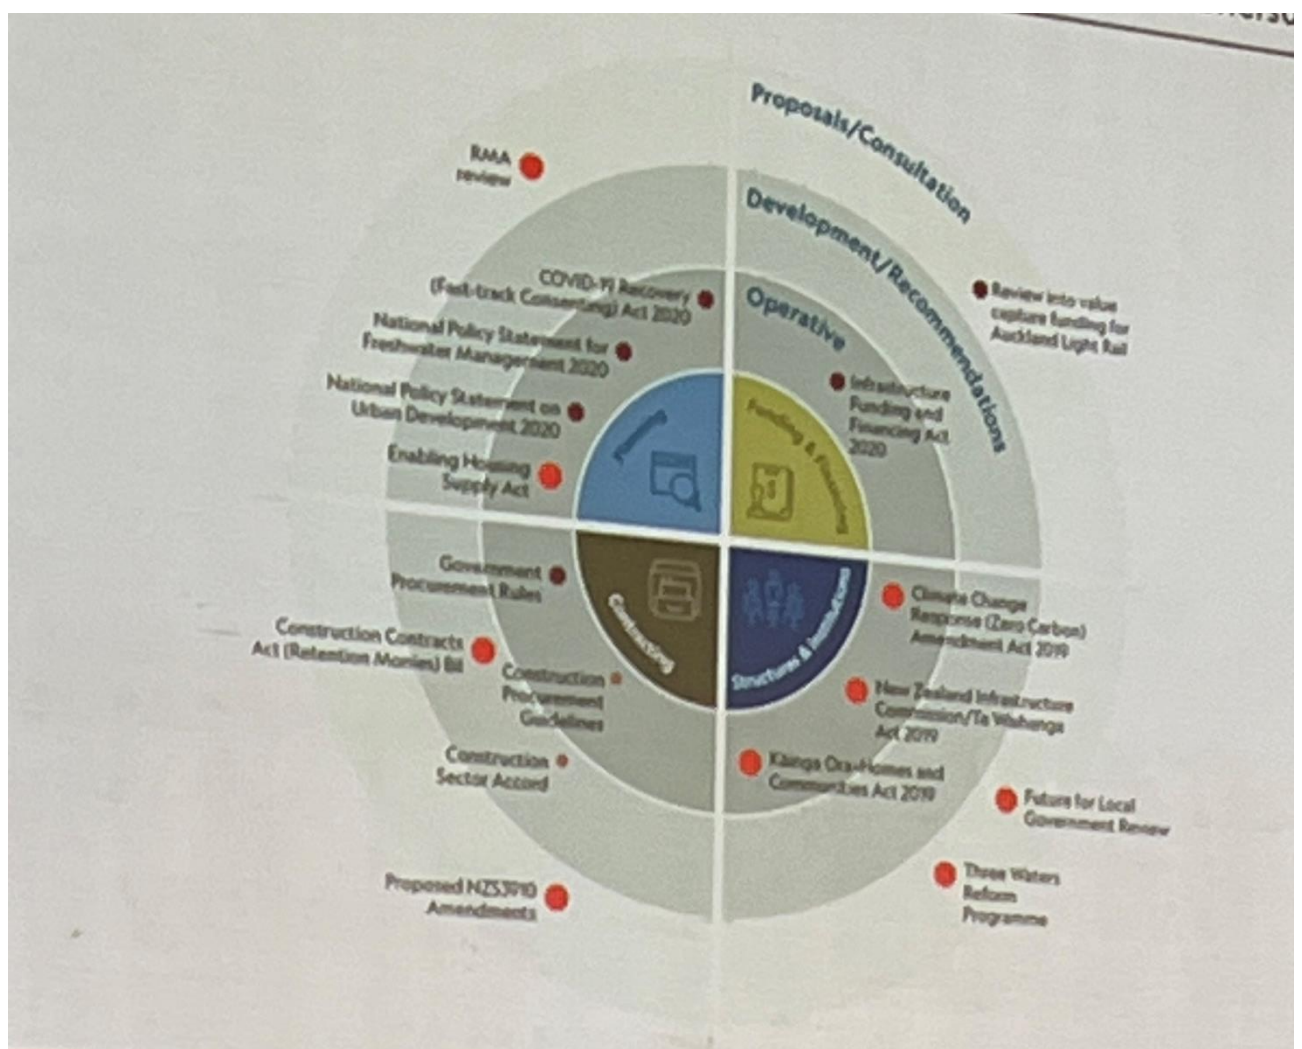 Proposals/Consultation
Development/Recommendations
Operative
RMA
review
COVID-19 Recovery
(Fast-track Consenting) Act 2020
National Policy Statement for
Freshwater Management 2020
National Policy Statement on
Urban Development 2020
Enabling Housing
Supply Act
Planning
Funding & Financing
Review into value
capture funding for
Auckland Light Rail
Infrastructure
Funding and
Financing Act
2020
Government
Procurement Rules
Construction Contracts
Act (Retention Monies) Bill
Construction
Procurement
Guidelines
Construction
Sector Accord
Proposed NZS3910
Amendments
Contracting
Structures & Institutions
Climate Change
Response (Zero Carbon)
Amendment Act 2019
New Zealand Infrastructure
Commission/Te Waihanga
Act 2019
Kāinga Ora–Homes and
Communities Act 2019
Future for Local
Government Review
Three Waters
Reform
Programme